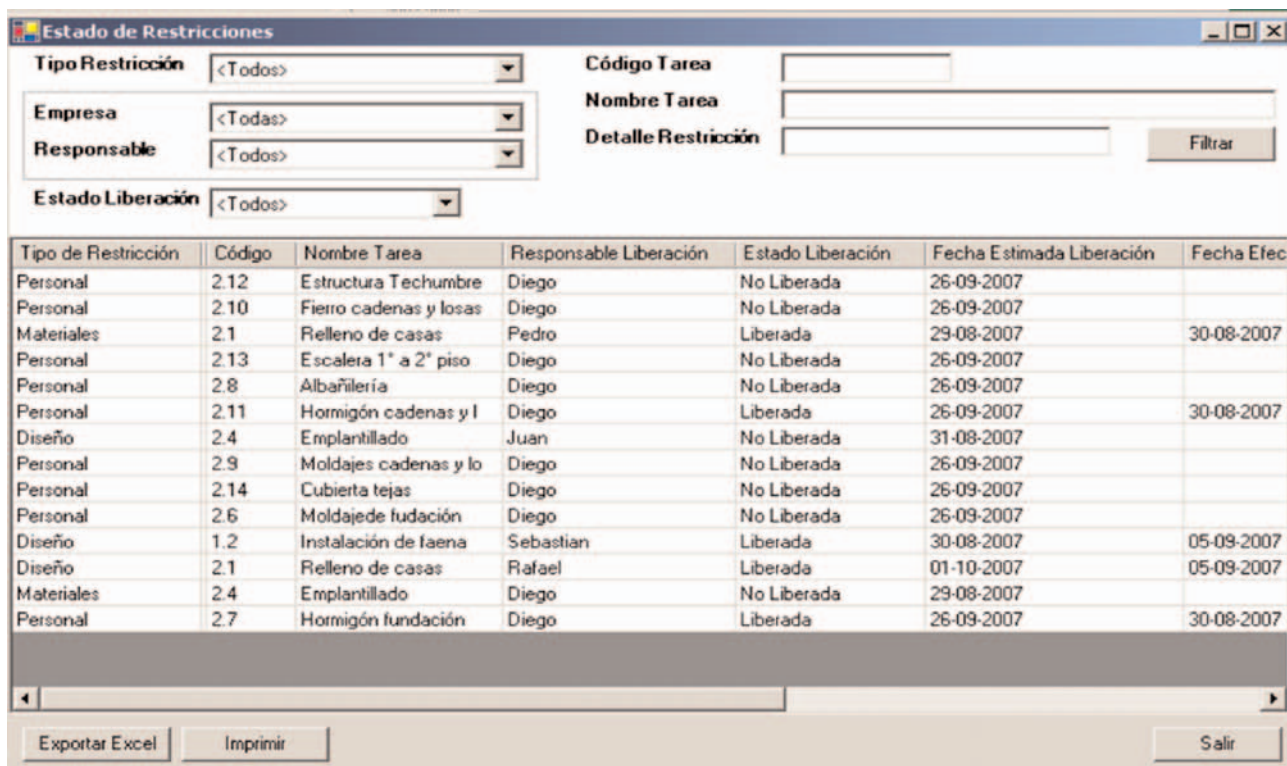 Estado de Restricciones
Tipo Restricción <Todos> Código Tarea
Empresa <Todas> Nombre Tarea
Responsable <Todos> Detalle Restricción Filtrar
Estado Liberación <Todos>
Tipo de Restricción Código Nombre Tarea Responsable Liberación Estado Liberación Fecha Estimada Liberación Fecha Efec
Personal 2.12 Estructura Techumbre Diego No Liberada 26-09-2007
Personal 2.10 Fierro cadenas y losas Diego No Liberada 26-09-2007
Materiales 2.1 Relleno de casas Pedro Liberada 29-08-2007 30-08-2007
Personal 2.13 Escalera 1° a 2° piso Diego No Liberada 26-09-2007
Personal 2.8 Albañilería Diego No Liberada 26-09-2007
Personal 2.11 Hormigón cadenas y l Diego Liberada 26-09-2007 30-08-2007
Diseño 2.4 Emplantillado Juan No Liberada 31-08-2007
Personal 2.9 Moldajes cadenas y lo Diego No Liberada 26-09-2007
Personal 2.14 Cubierta tejas Diego No Liberada 26-09-2007
Personal 2.6 Moldajede fudación Diego No Liberada 26-09-2007
Diseño 1.2 Instalación de faena Sebastian Liberada 30-08-2007 05-09-2007
Diseño 2.1 Relleno de casas Rafael Liberada 01-10-2007 05-09-2007
Materiales 2.4 Emplantillado Diego No Liberada 29-08-2007
Personal 2.7 Hormigón fundación Diego Liberada 26-09-2007 30-08-2007
Exportar Excel Imprimir Salir